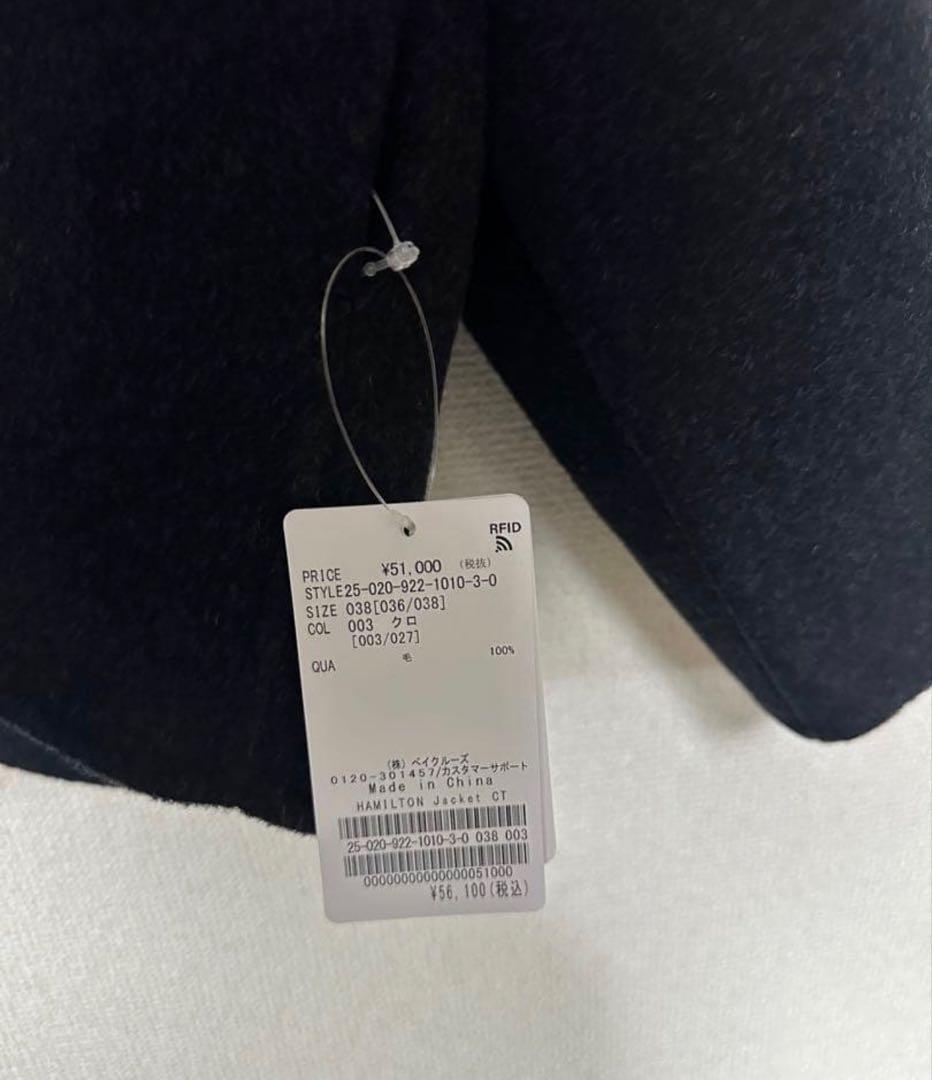 RFID
PRICE ¥51,000 (税抜)
STYLE25-020-922-1010-3-0
SIZE 038[036/038]
COL 003 クロ
[003/027]
QUA 毛 100%
(株) ベイクルーズ
0120-301457/カスタマーサポート
Made in China
HAMILTON Jacket CT
25-020-922-1010-3-0 038 003
00000000000000051000
¥56,100(税込)